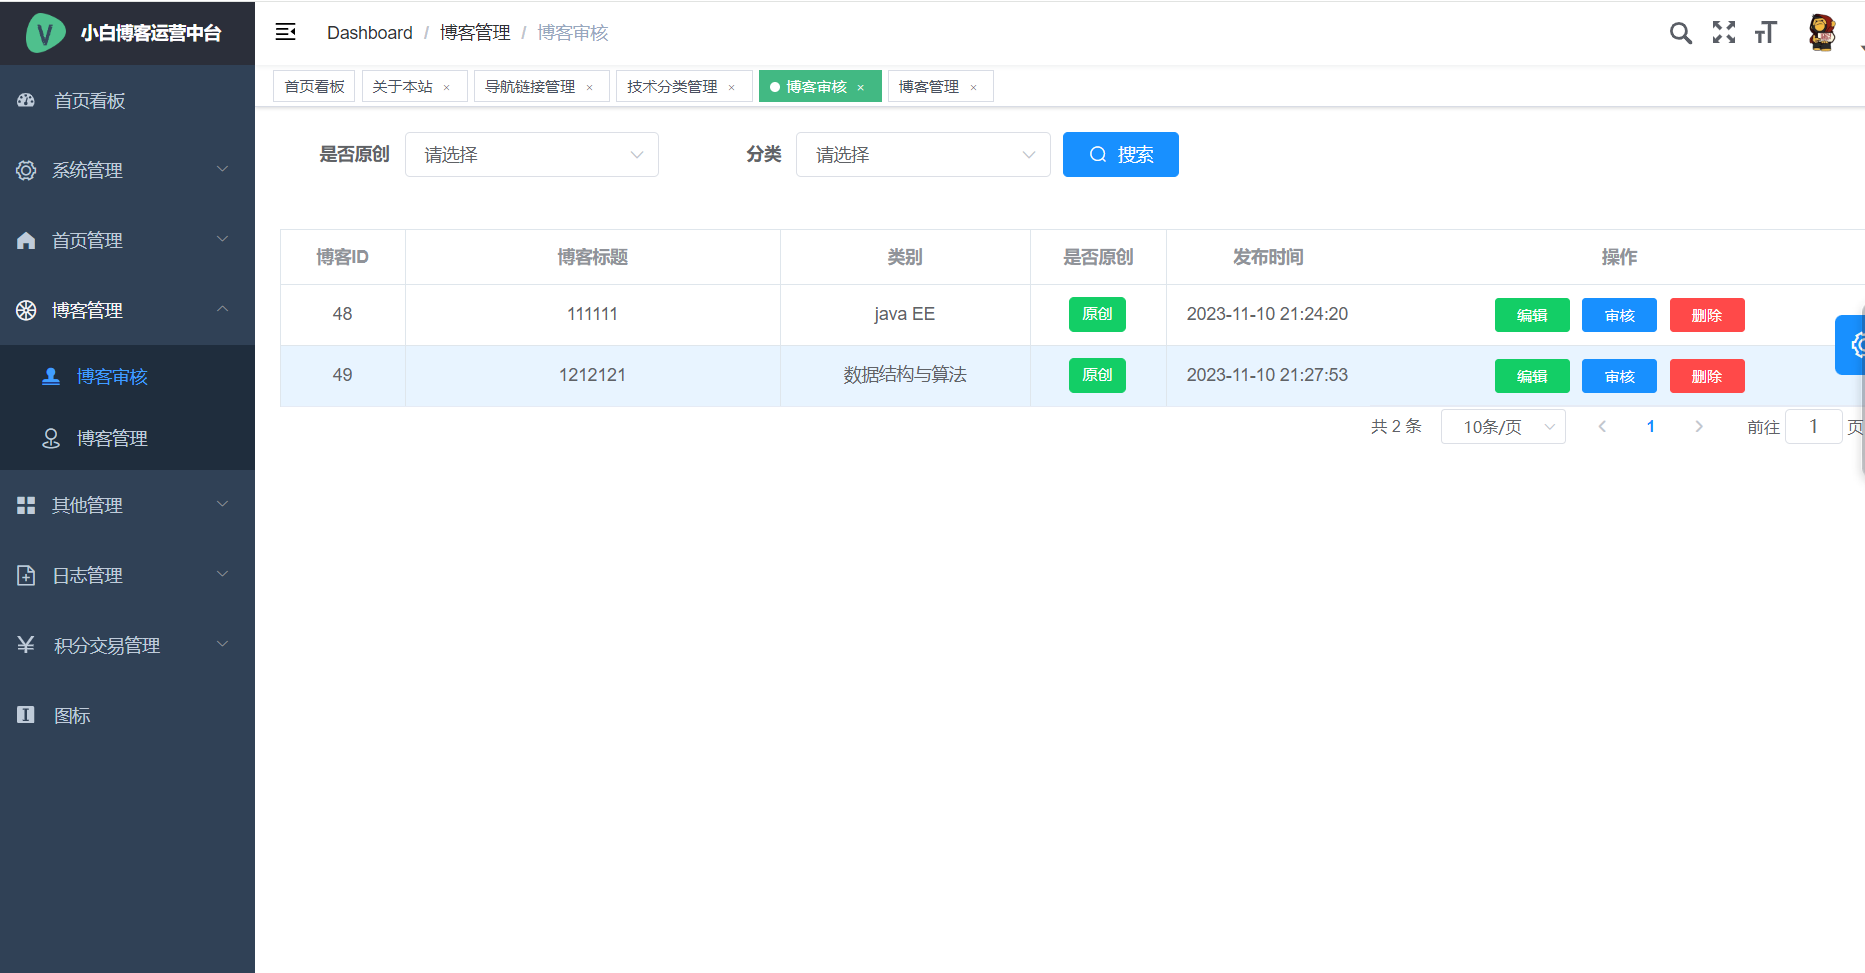 小白博客运营中台
Dashboard / 博客管理 / 博客审核
首页看板 关于本站 × 导航链接管理 × 技术分类管理 × 博客审核 × 博客管理 ×
首页看板
系统管理
首页管理
博客管理
博客审核
博客管理
其他管理
日志管理
积分交易管理
图标
是否原创 请选择 分类 请选择 搜索
博客ID 博客标题 类别 是否原创 发布时间 操作
48 111111 java EE 原创 2023-11-10 21:24:20 编辑 审核 删除
49 1212121 数据结构与算法 原创 2023-11-10 21:27:53 编辑 审核 删除
共 2 条 10条/页 1 前往 1 页